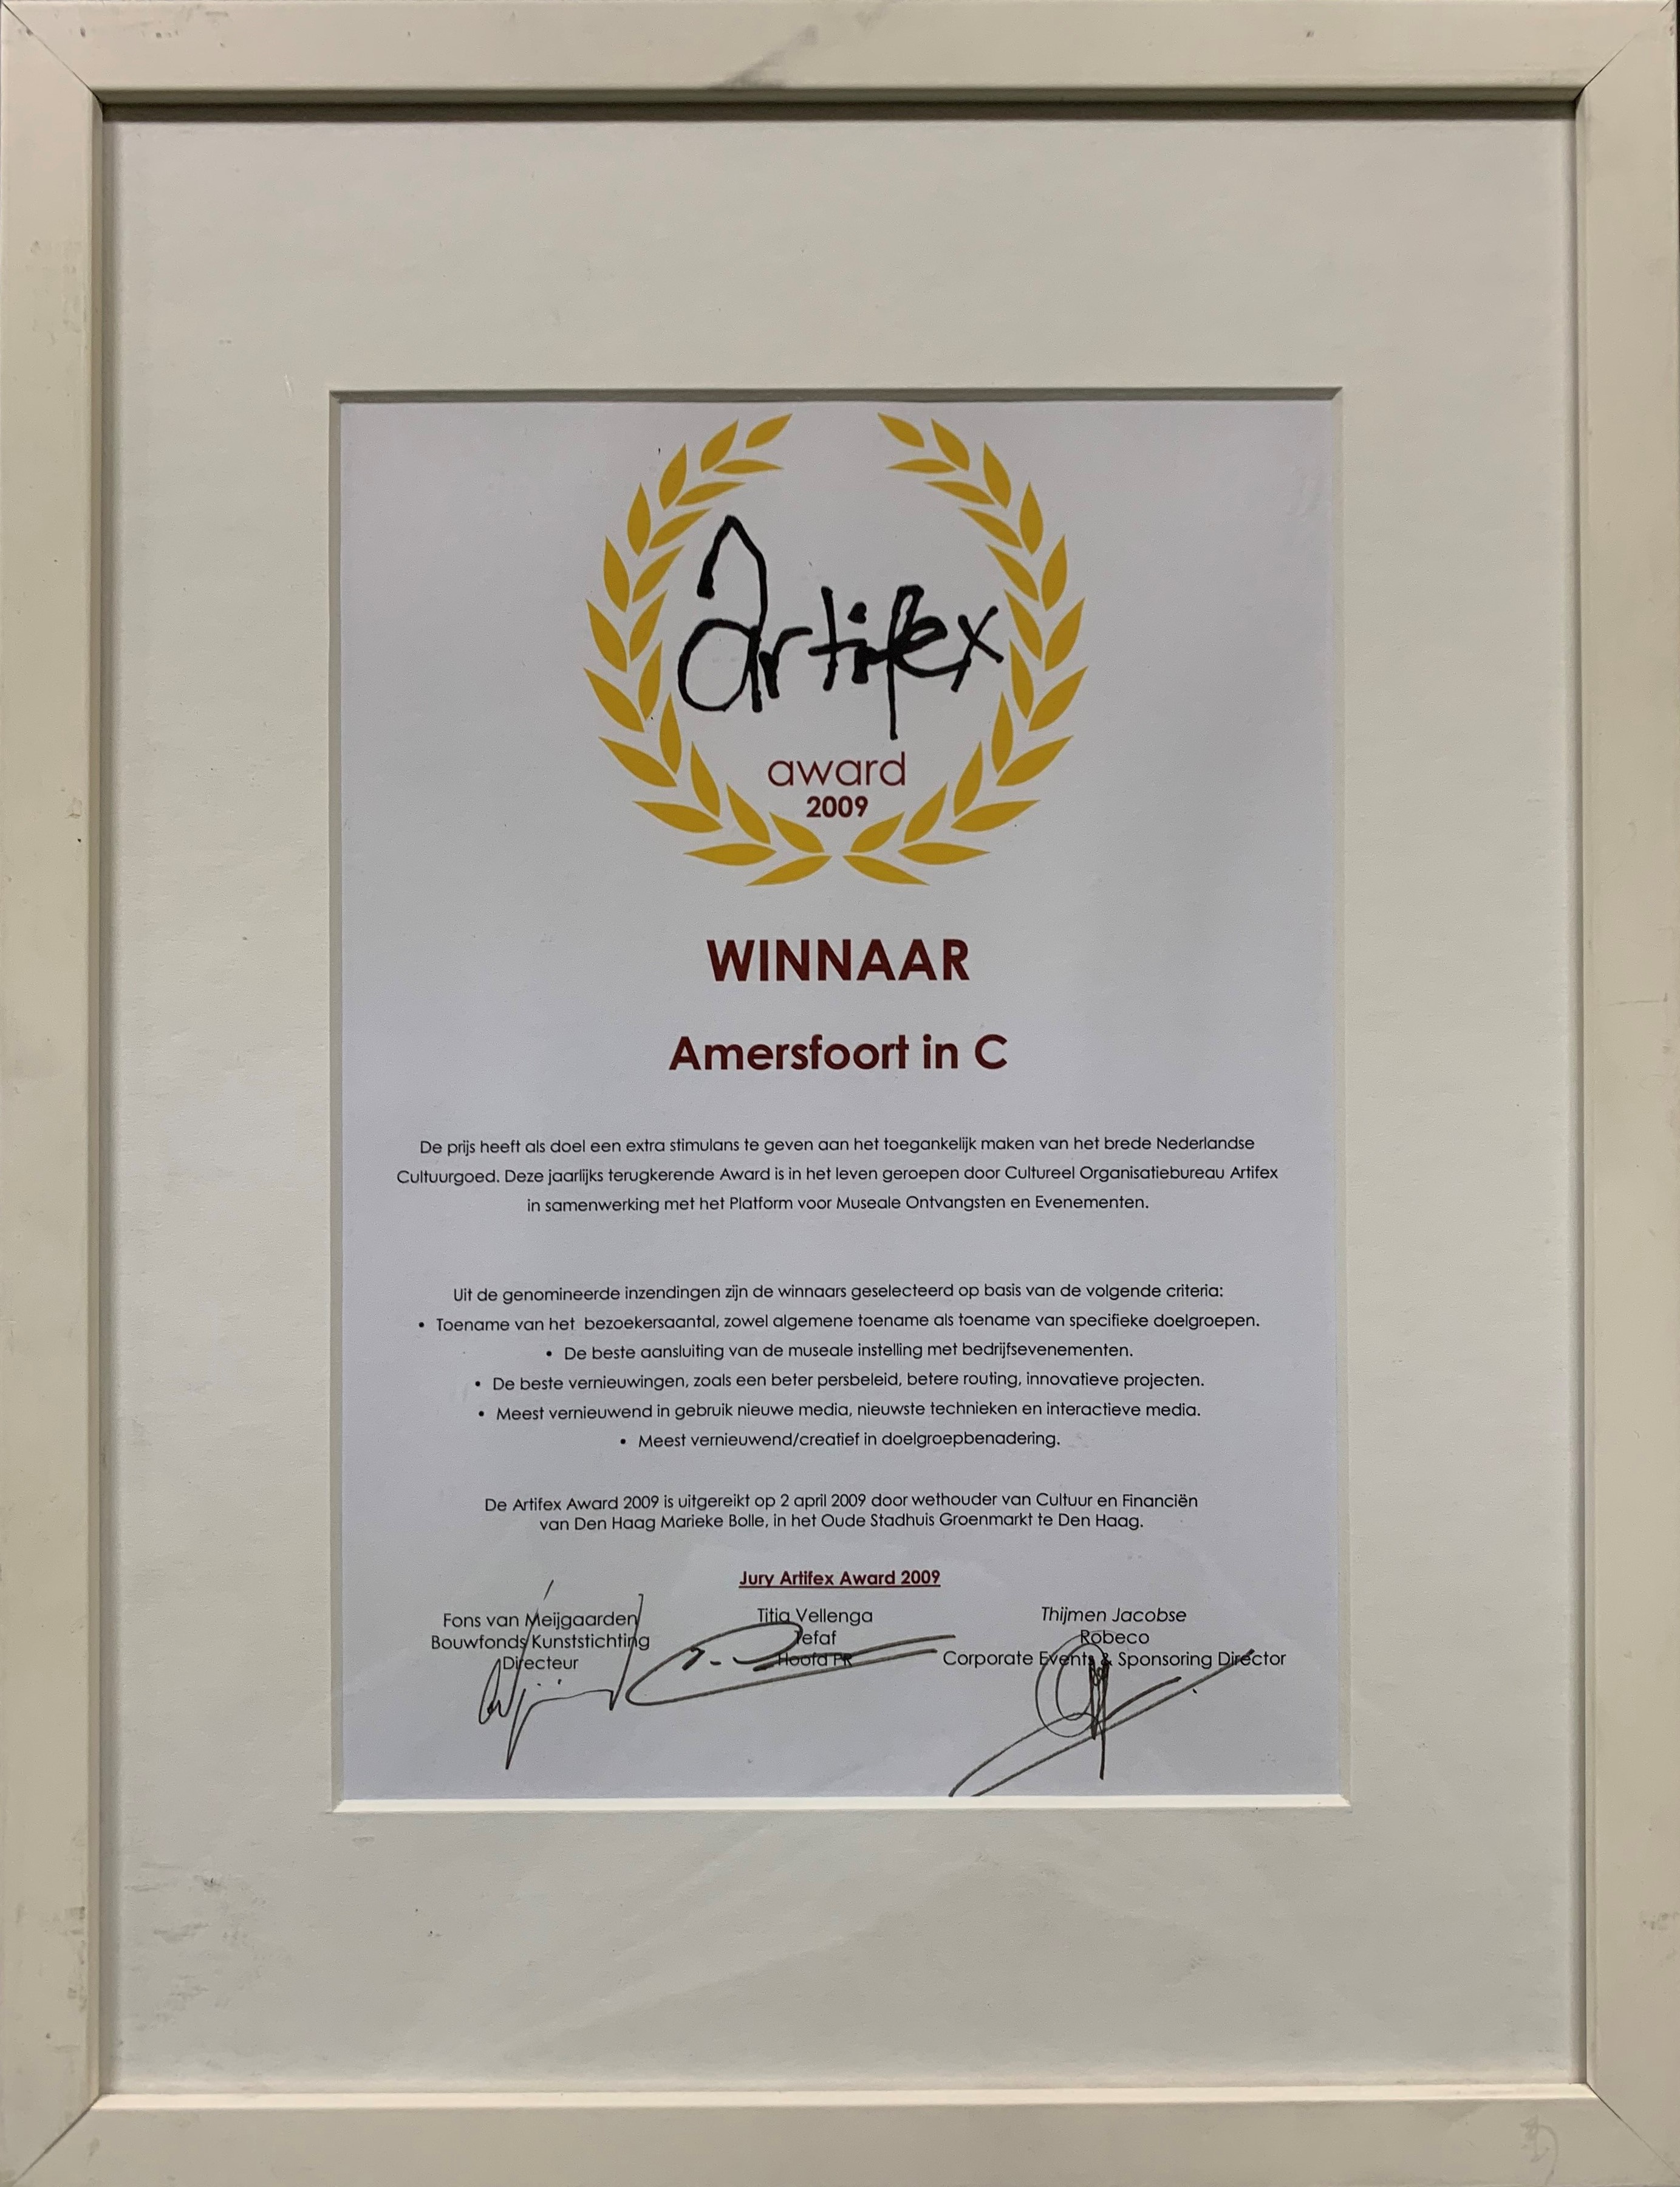 Artifex
award
2009
WINNAAR
Amersfoort in C
De prijs heeft als doel een extra stimulans te geven aan het toegankelijk maken van het brede Nederlandse
Cultuurgoed. Deze jaarlijks terugkerende Award is in het leven geroepen door Cultureel Organisatiebureau Artifex
in samenwerking met het Platform voor Museale Ontvangsten en Evenementen.
Uit de genomineerde inzendingen zijn de winnaars geselecteerd op basis van de volgende criteria:
• Toename van het bezoekersaantal, zowel algemene toename als toename van specifieke doelgroepen.
• De beste aansluiting van de museale instelling met bedrijfsevenementen.
• De beste vernieuwingen, zoals een beter persbeleid, betere routing, innovatieve projecten.
• Meest vernieuwend in gebruik nieuwe media, nieuwste technieken en interactieve media.
• Meest vernieuwend/creatief in doelgroepbenadering.
De Artifex Award 2009 is uitgereikt op 2 april 2009 door wethouder van Cultuur en Financiën
van Den Haag Marieke Bolle, in het Oude Stadhuis Groenmarkt te Den Haag.
Jury Artifex Award 2009
Fons van Meijgaarden
Bouwfonds Kunststichting
Directeur
Titia Vellenga
Tefaf
Hoofd PR
Thijmen Jacobse
Robeco
Corporate Events & Sponsoring Director